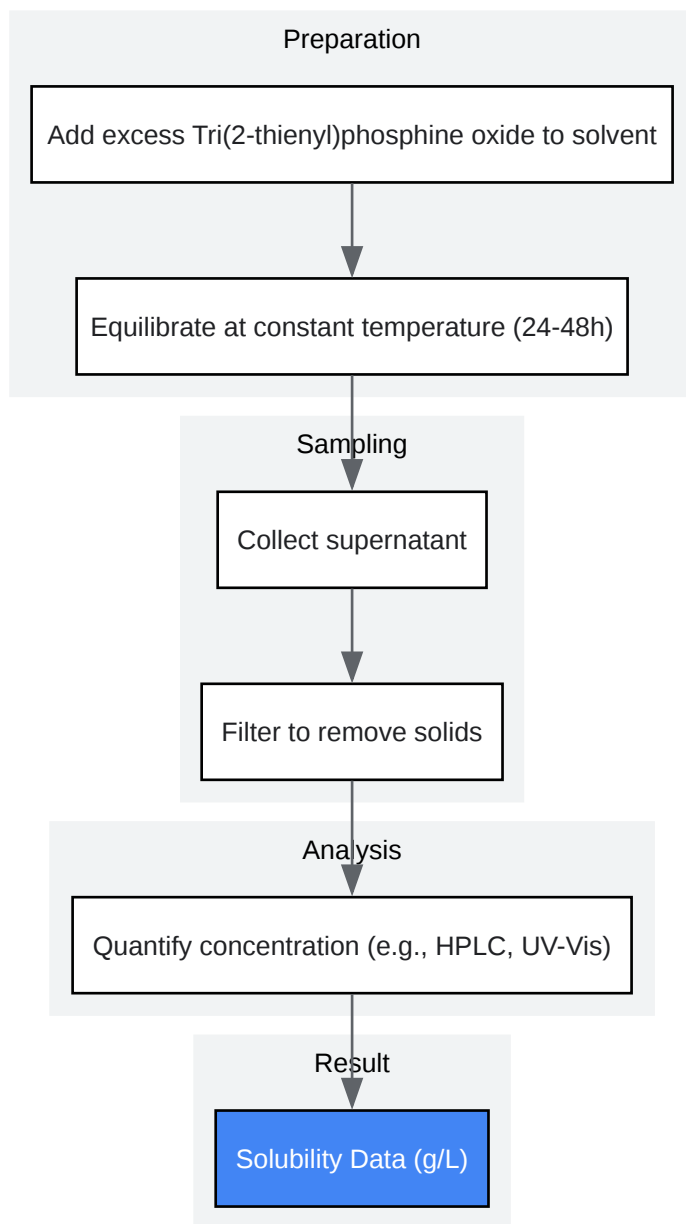 Preparation
Add excess Tri(2-thienyl)phosphine oxide to solvent
Equilibrate at constant temperature (24-48h)
Sampling
Collect supernatant
Filter to remove solids
Analysis
Quantify concentration (e.g., HPLC, UV-Vis)
Result
Solubility Data (g/L)